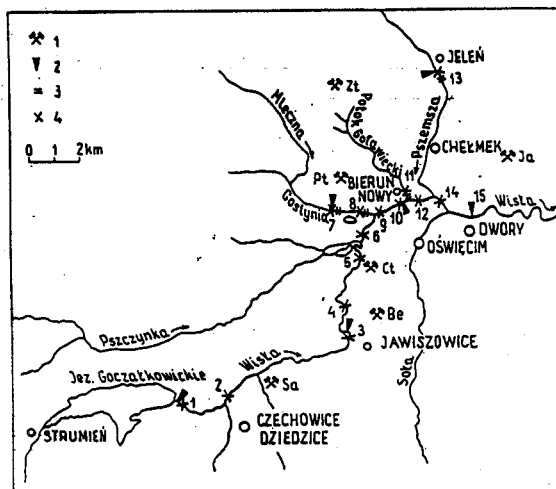 1
2
3
4
0 1 2km
JELEŃ
13
Zt
Mleczna
Potok
Goławiecki
Przemsza
CHEŁMEK
Ja
Pt
BIERUŃ
NOWY
11
Gostynia
7
8
9
10
12
14
15
Wisła
DWORY
OŚWIĘCIM
6
5
Ct
Pszczynka
4
Be
3
JAWISZOWICE
Wisła
Soła
Jez. Goczałkowickie
1
2
Sa
STRUMIEŃ
CZECHOWICE
DZIEDZICE